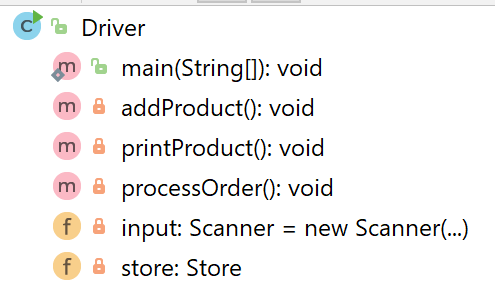 C Driver
m main(String[]): void
m addProduct(): void
m printProduct(): void
m processOrder(): void
f input: Scanner = new Scanner(...)
f store: Store